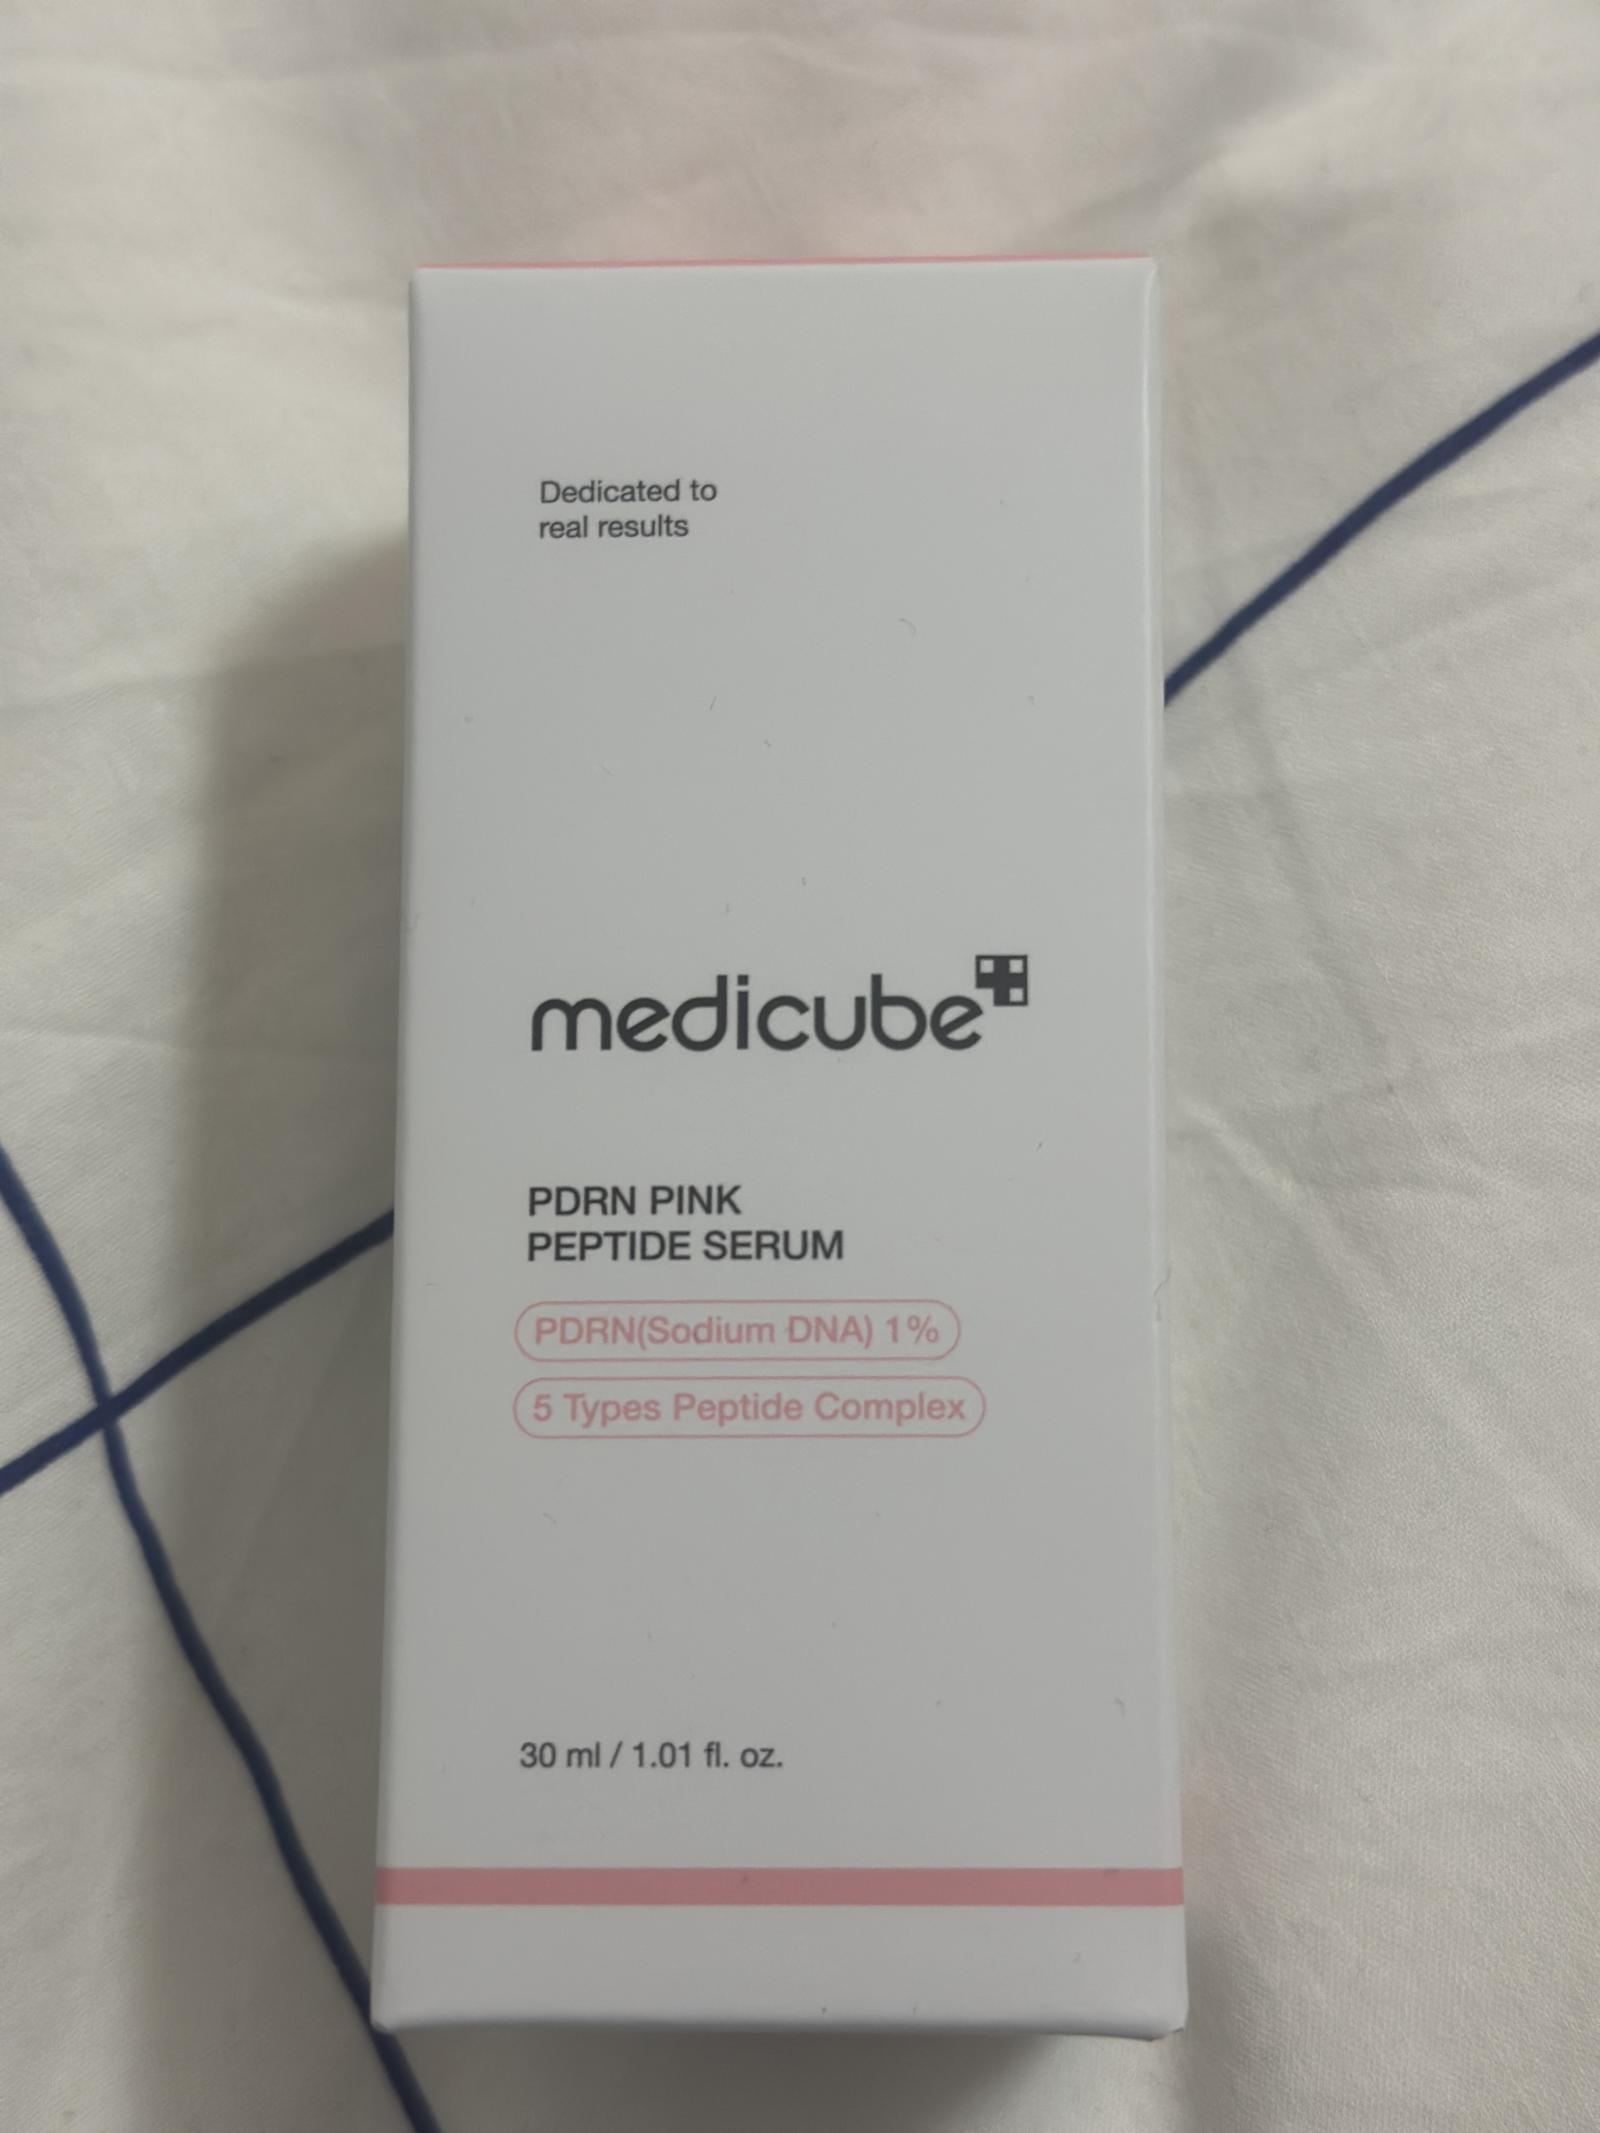 Dedicated to
real results
medicube
PDRN PINK
PEPTIDE SERUM
PDRN(Sodium DNA) 1%
5 Types Peptide Complex
30 ml / 1.01 fl. oz.